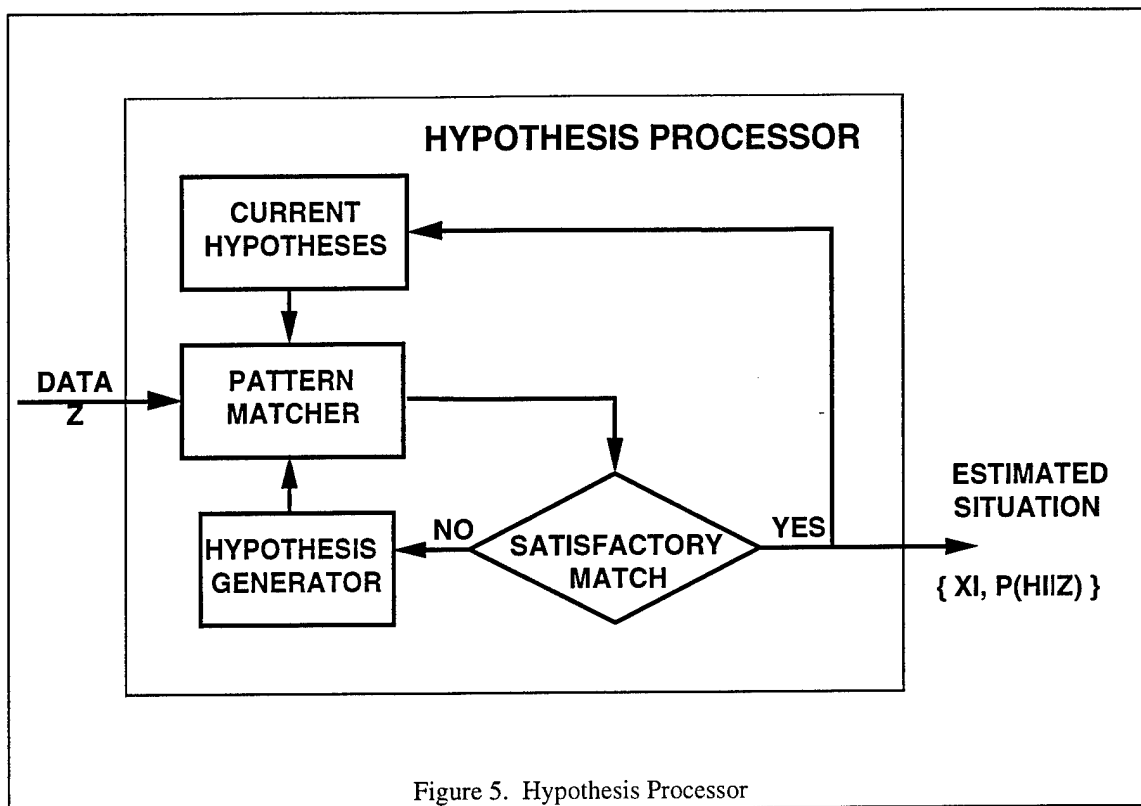 HYPOTHESIS PROCESSOR
CURRENT
HYPOTHESES
DATA
Z
PATTERN
MATCHER
HYPOTHESIS
GENERATOR
NO
SATISFACTORY
MATCH
YES
ESTIMATED
SITUATION
{ XI, P(HIIZ) }
Figure 5. Hypothesis Processor